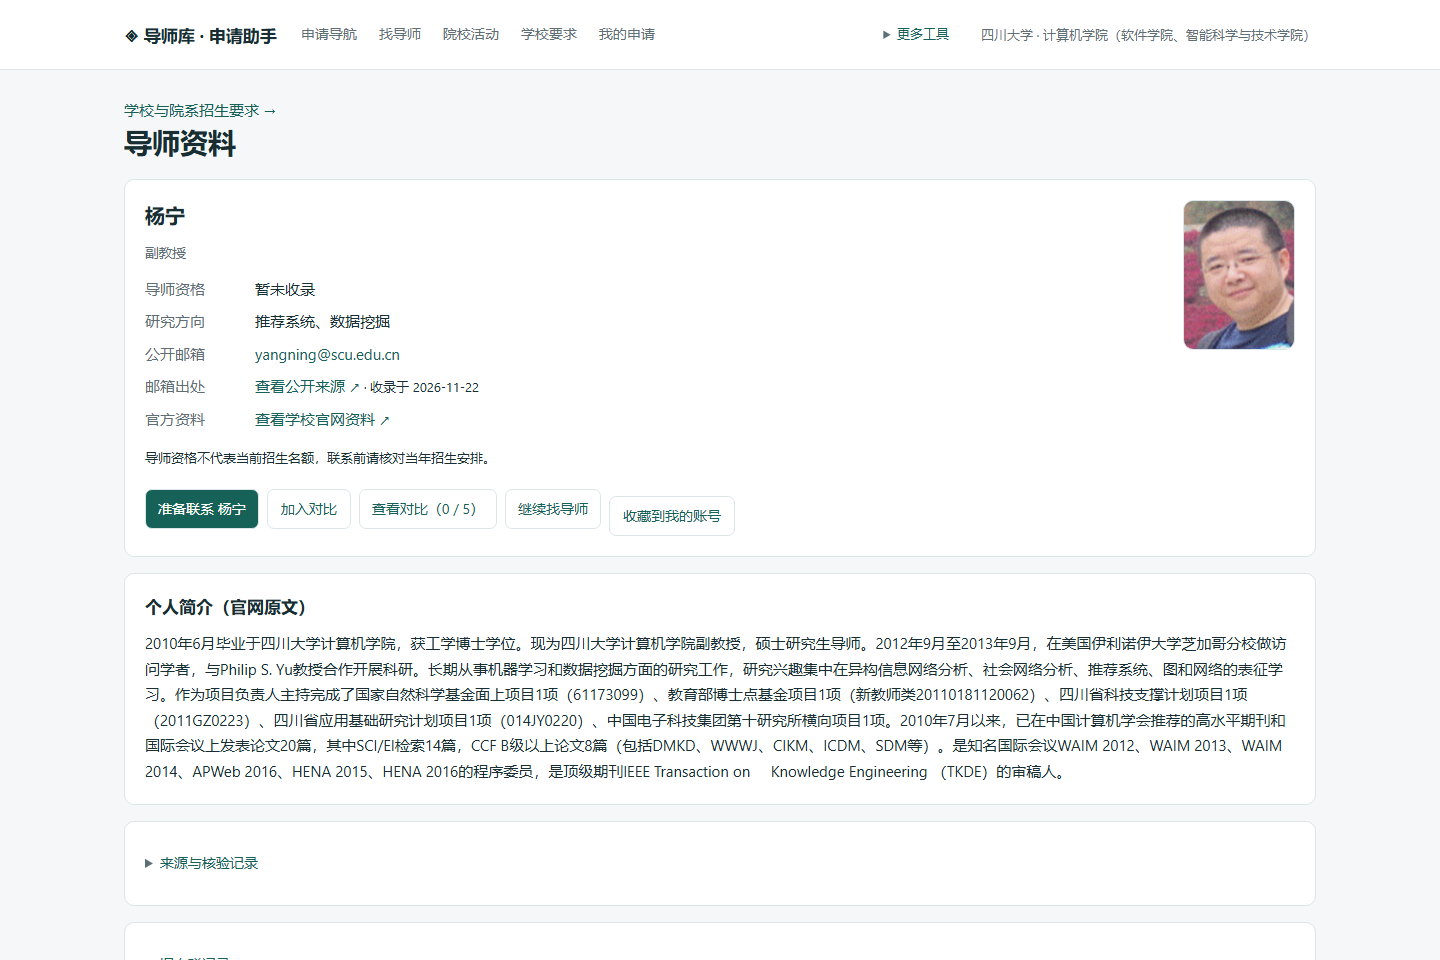 ◈ 导师库 · 申请助手 申请导航 找导师 院校活动 学校要求 我的申请 ▶ 更多工具 四川大学 · 计算机学院（软件学院、智能科学与技术学院）
学校与院系招生要求 →
导师资料
杨宁
副教授
导师资格 暂未收录
研究方向 推荐系统、数据挖掘
公开邮箱 yangning@scu.edu.cn
邮箱出处 查看公开来源 ↗ · 收录于 2026-11-22
官方资料 查看学校官网资料 ↗
导师资格不代表当前招生名额，联系前请核对当年招生安排。
准备联系 杨宁 加入对比 查看对比（0 / 5） 继续找导师 收藏到我的账号
个人简介（官网原文）
2010年6月毕业于四川大学计算机学院，获工学博士学位。现为四川大学计算机学院副教授，硕士研究生导师。2012年9月至2013年9月，在美国伊利诺伊大学芝加哥分校做访
问学者，与Philip S. Yu教授合作开展科研。长期从事机器学习和数据挖掘方面的研究工作，研究兴趣集中在异构信息网络分析、社会网络分析、推荐系统、图和网络的表征学
习。作为项目负责人主持完成了国家自然科学基金面上项目1项（61173099）、教育部博士点基金项目1项（新教师类20110181120062）、四川省科技支撑计划项目1项
（2011GZ0223）、四川省应用基础研究计划项目1项（014JY0220）、中国电子科技集团第十研究所横向项目1项。2010年7月以来，已在中国计算机学会推荐的高水平期刊和
国际会议上发表论文20篇，其中SCI/EI检索14篇，CCF B级以上论文8篇（包括DMKD、WWWJ、CIKM、ICDM、SDM等）。是知名国际会议WAIM 2012、WAIM 2013、WAIM
2014、APWeb 2016、HENA 2015、HENA 2016的程序委员，是顶级期刊IEEE Transaction on Knowledge Engineering （TKDE）的审稿人。
▶ 来源与核验记录